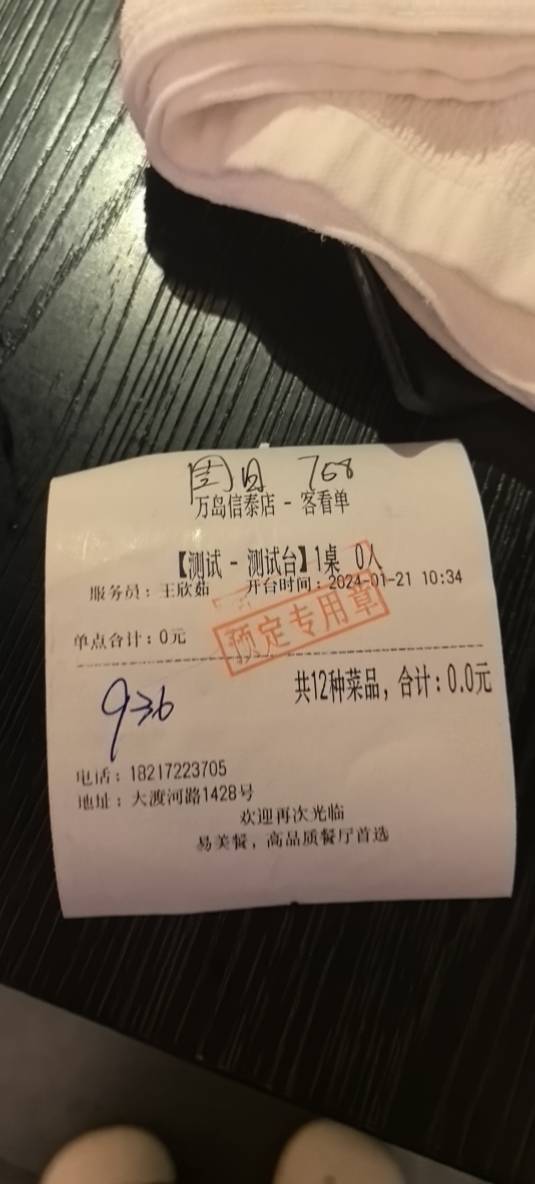 768
万岛信泰店 - 客看单
【测试 - 测试台】1桌 0人
服务员：王欣茹 开台时间：2024-01-21 10:34
预定专用章
单点合计：0元
共12种菜品，合计：0.0元
936
电话：18217223705
地址：大渡河路1428号
欢迎再次光临
易美餐，高品质餐厅首选